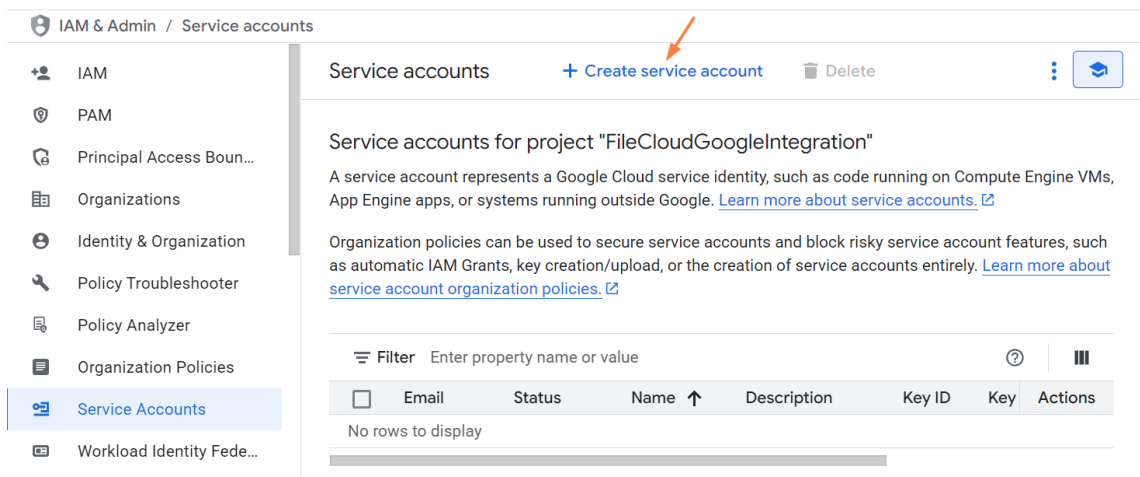 IAM & Admin / Service accounts
IAM
PAM
Principal Access Boun...
Organizations
Identity & Organization
Policy Troubleshooter
Policy Analyzer
Organization Policies
Service Accounts
Workload Identity Fede...
Service accounts + Create service account Delete
Service accounts for project "FileCloudGoogleIntegration"
A service account represents a Google Cloud service identity, such as code running on Compute Engine VMs,
App Engine apps, or systems running outside Google. Learn more about service accounts.
Organization policies can be used to secure service accounts and block risky service account features, such
as automatic IAM Grants, key creation/upload, or the creation of service accounts entirely. Learn more about
service account organization policies.
Filter Enter property name or value
Email Status Name Description Key ID Key Actions
No rows to display